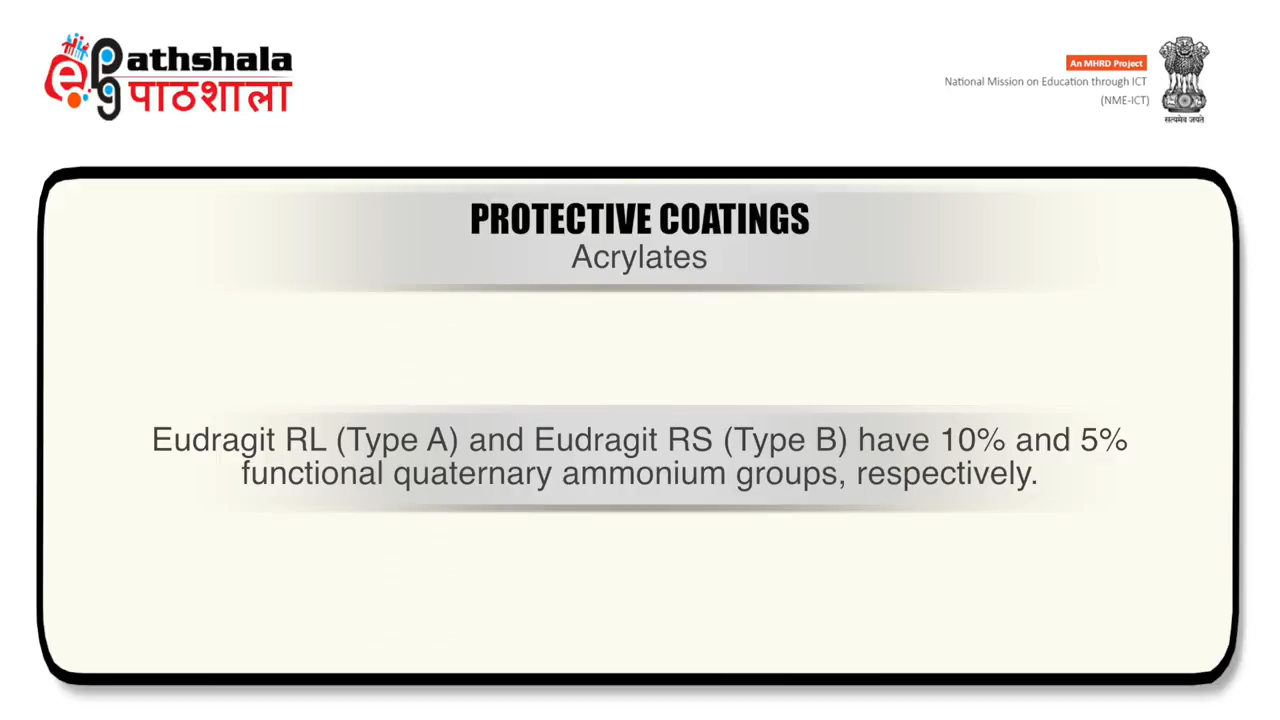 ePathshala
पाठशाला
An MHRD Project
National Mission on Education through ICT
(NME-ICT)
सत्यमेव जयते
PROTECTIVE COATINGS
Acrylates
Eudragit RL (Type A) and Eudragit RS (Type B) have 10% and 5%
functional quaternary ammonium groups, respectively.